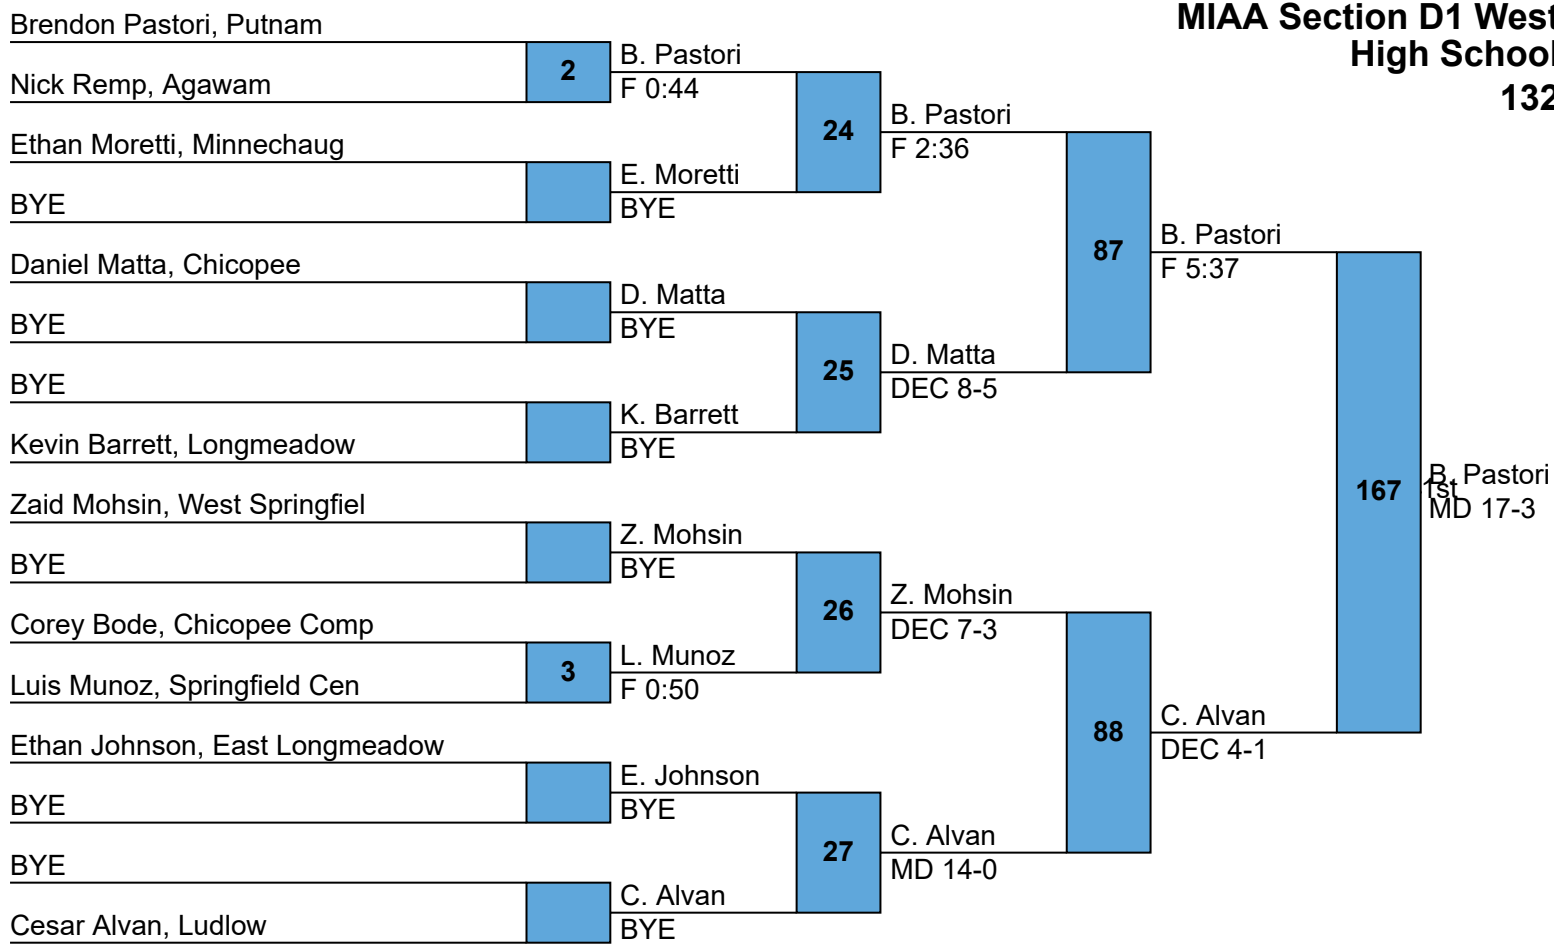 MIAA Section D1 West
High School
132
Brendon Pastori, Putnam
Nick Remp, Agawam
Ethan Moretti, Minnechaug
BYE
Daniel Matta, Chicopee
BYE
BYE
Kevin Barrett, Longmeadow
Zaid Mohsin, West Springfiel
BYE
Corey Bode, Chicopee Comp
Luis Munoz, Springfield Cen
Ethan Johnson, East Longmeadow
BYE
BYE
Cesar Alvan, Ludlow
2
3
B. Pastori
F 0:44
E. Moretti
BYE
D. Matta
BYE
K. Barrett
BYE
Z. Mohsin
BYE
L. Munoz
F 0:50
E. Johnson
BYE
C. Alvan
BYE
24
25
26
27
B. Pastori
F 2:36
D. Matta
DEC 8-5
Z. Mohsin
DEC 7-3
C. Alvan
MD 14-0
87
88
B. Pastori
F 5:37
C. Alvan
DEC 4-1
167
B. Pastori
1st
MD 17-3